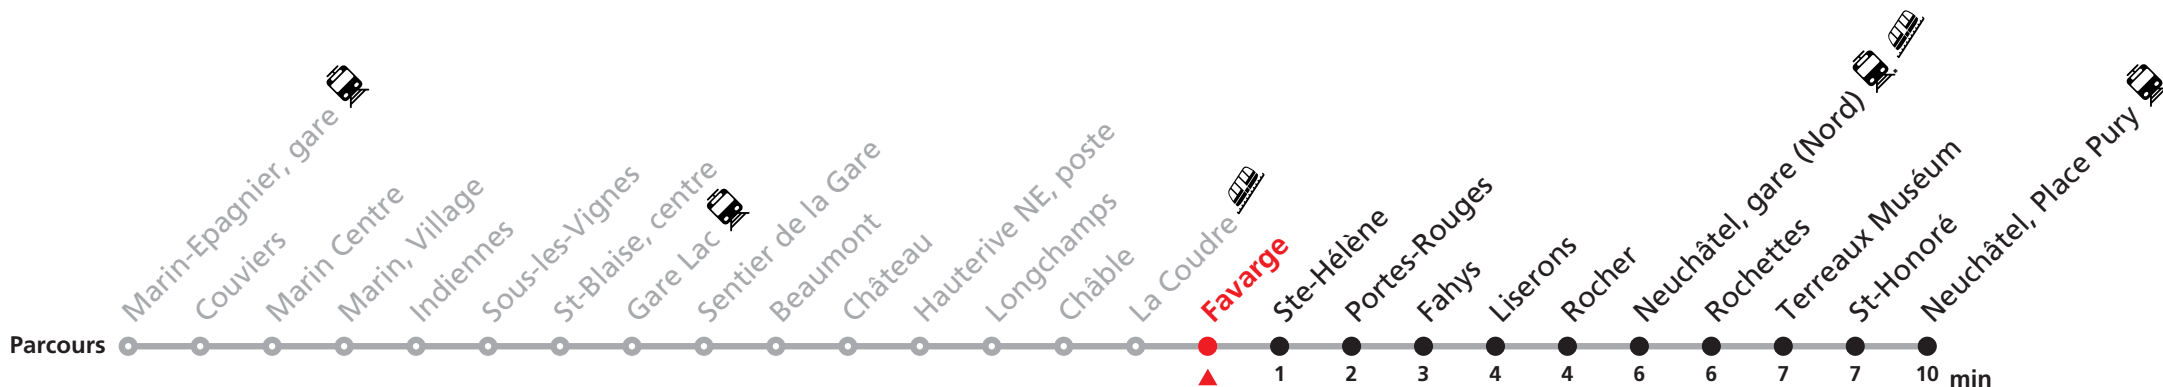 Marin-Epagnier, gare
Couviers
Marin Centre
Marin, Village
Indiennes
Sous-les-Vignes
St-Blaise, centre
Gare Lac
Sentier de la Gare
Beaumont
Château
Hauterive NE, poste
Longchamps
Châble
La Coudre
Favarge
Ste-Hélène
Portes-Rouges
Fahys
Liserons
Rocher
Neuchâtel, gare (Nord)
Rochettes
Terreaux Muséum
St-Honoré
Neuchâtel, Place Pury
Parcours
1 2 3 4 4 6 6 7 7 10 min